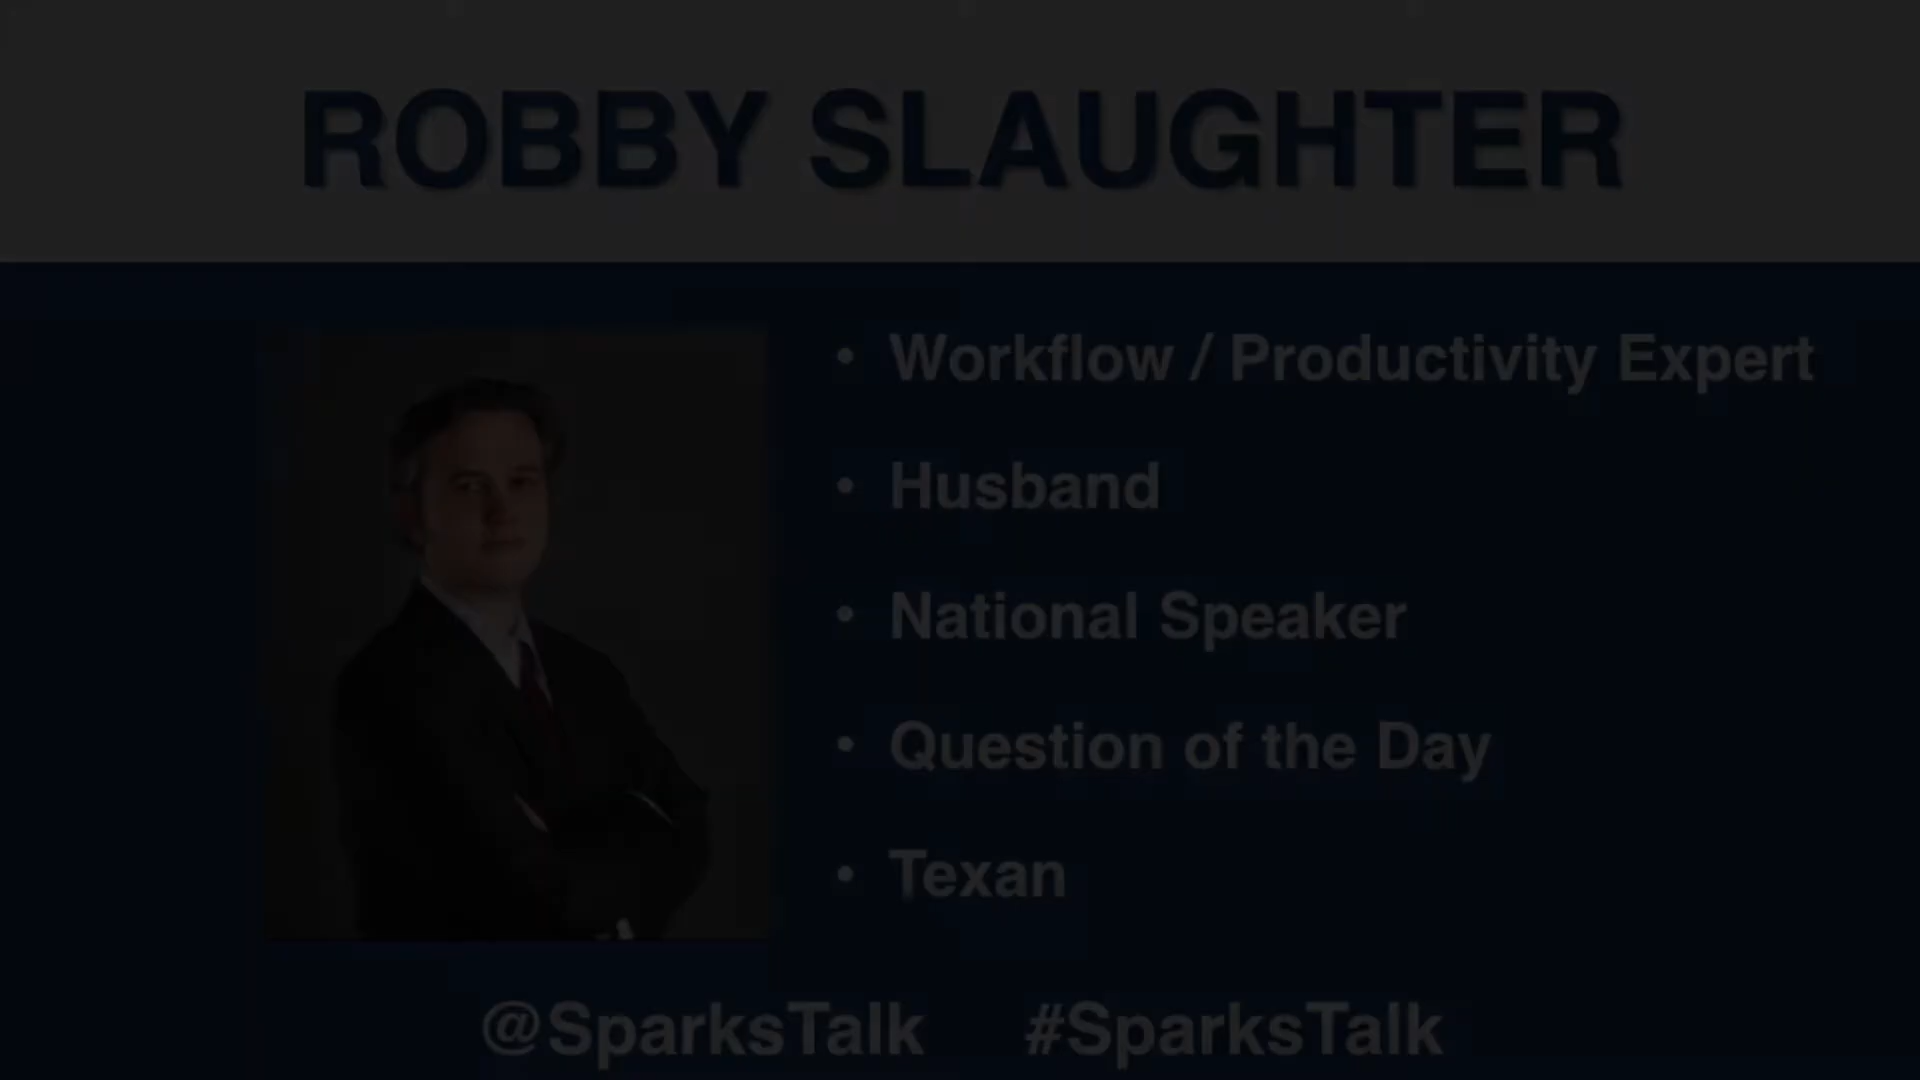 ROBBY SLAUGHTER
• Workflow / Productivity Expert
• Husband
• National Speaker
• Question of the Day
• Texan
@SparksTalk #SparksTalk